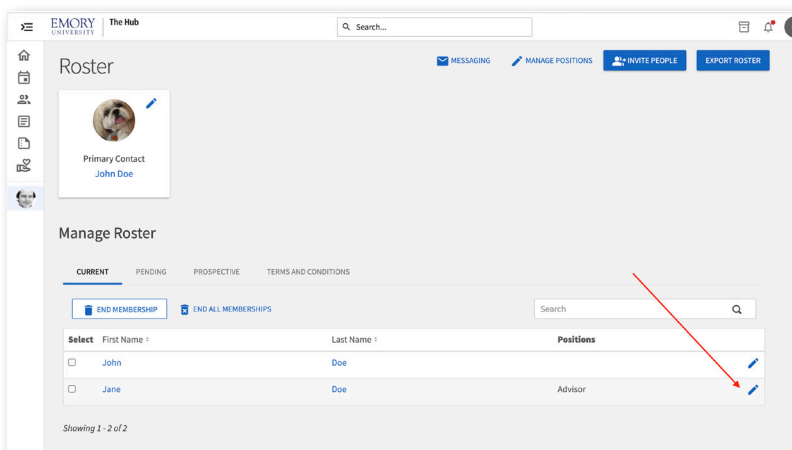 EMORY
UNIVERSITY
The Hub
Search...
Roster
MESSAGING
MANAGE POSITIONS
INVITE PEOPLE
EXPORT ROSTER
Primary Contact
John Doe
Manage Roster
CURRENT PENDING PROSPECTIVE TERMS AND CONDITIONS
END MEMBERSHIP END ALL MEMBERSHIPS Search
Select First Name Last Name Positions
John Doe
Jane Doe Advisor
Showing 1 - 2 of 2